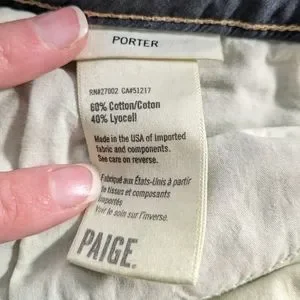 PORTER
RN#27002 CA#51217
60% Cotton/Coton
40% Lyocell
Made in the USA of Imported
fabric and components.
See care on reverse.
Fabriqué aux États-Unis à partir
de tissus et composants
importés
Voir le soin sur l'inverse.
PAIGE.